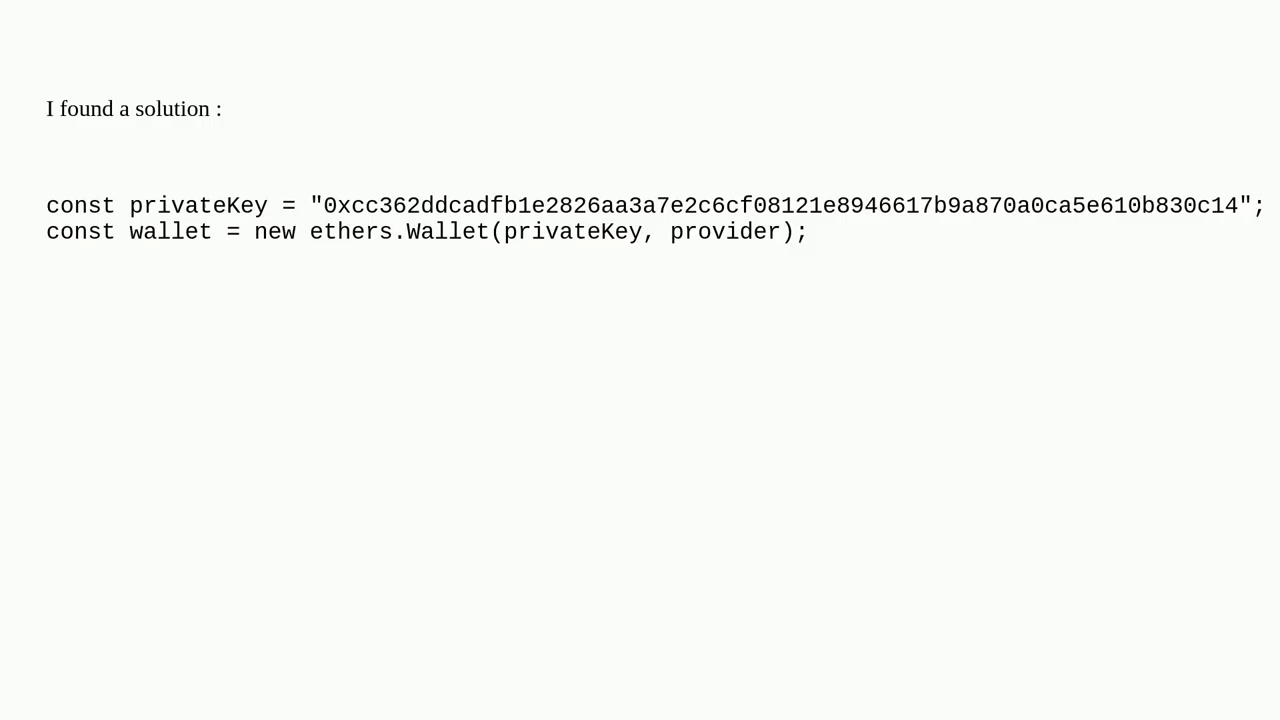 I found a solution :
const privateKey = "0xcc362ddcadfb1e2826aa3a7e2c6cf08121e8946617b9a870a0ca5e610b830c14";
const wallet = new ethers.Wallet(privateKey, provider);